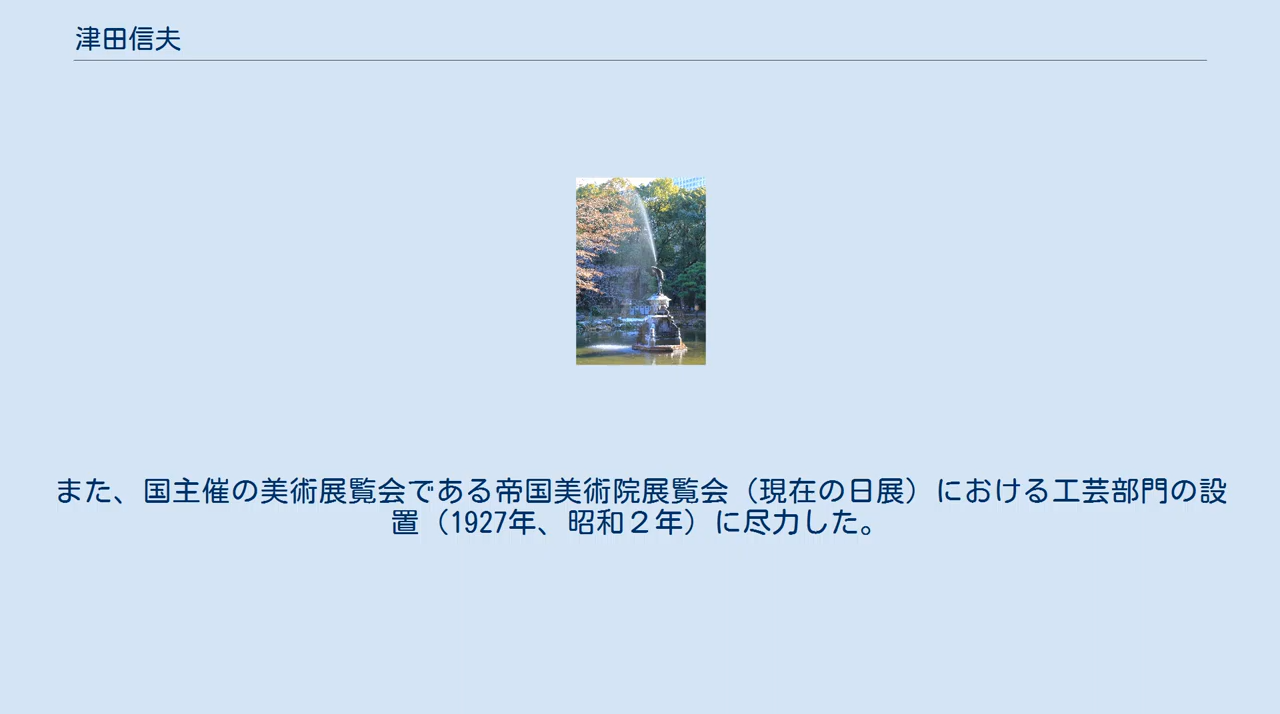 津田信夫
また、国主催の美術展覧会である帝国美術院展覧会（現在の日展）における工芸部門の設
置（1927年、昭和２年）に尽力した。